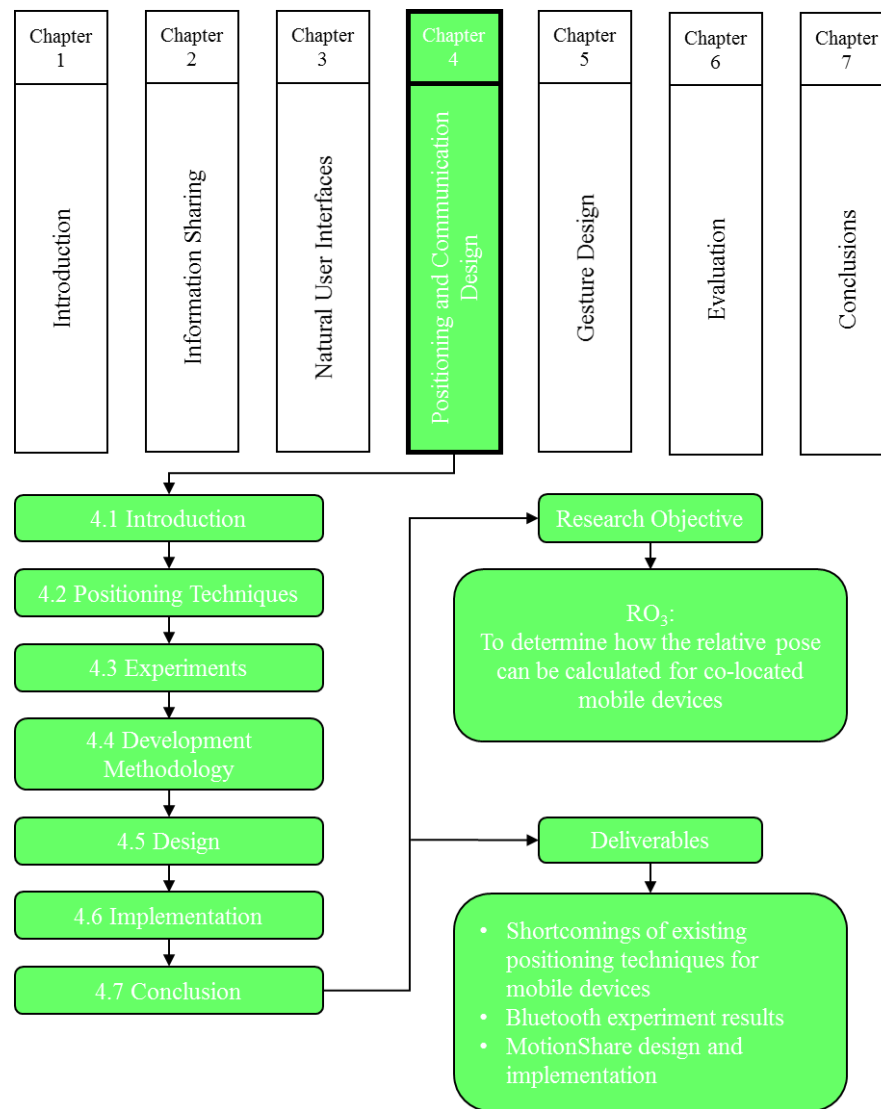 Chapter
1
Chapter
2
Chapter
3
Chapter
4
Chapter
5
Chapter
6
Chapter
7
Introduction
Information Sharing
Natural User Interfaces
Positioning and Communication
Design
Gesture Design
Evaluation
Conclusions
4.1 Introduction
4.2 Positioning Techniques
4.3 Experiments
4.4 Development
Methodology
4.5 Design
4.6 Implementation
4.7 Conclusion
Research Objective
RO₃:
To determine how the relative pose
can be calculated for co-located
mobile devices
Deliverables
• Shortcomings of existing
positioning techniques for
mobile devices
• Bluetooth experiment results
• MotionShare design and
implementation